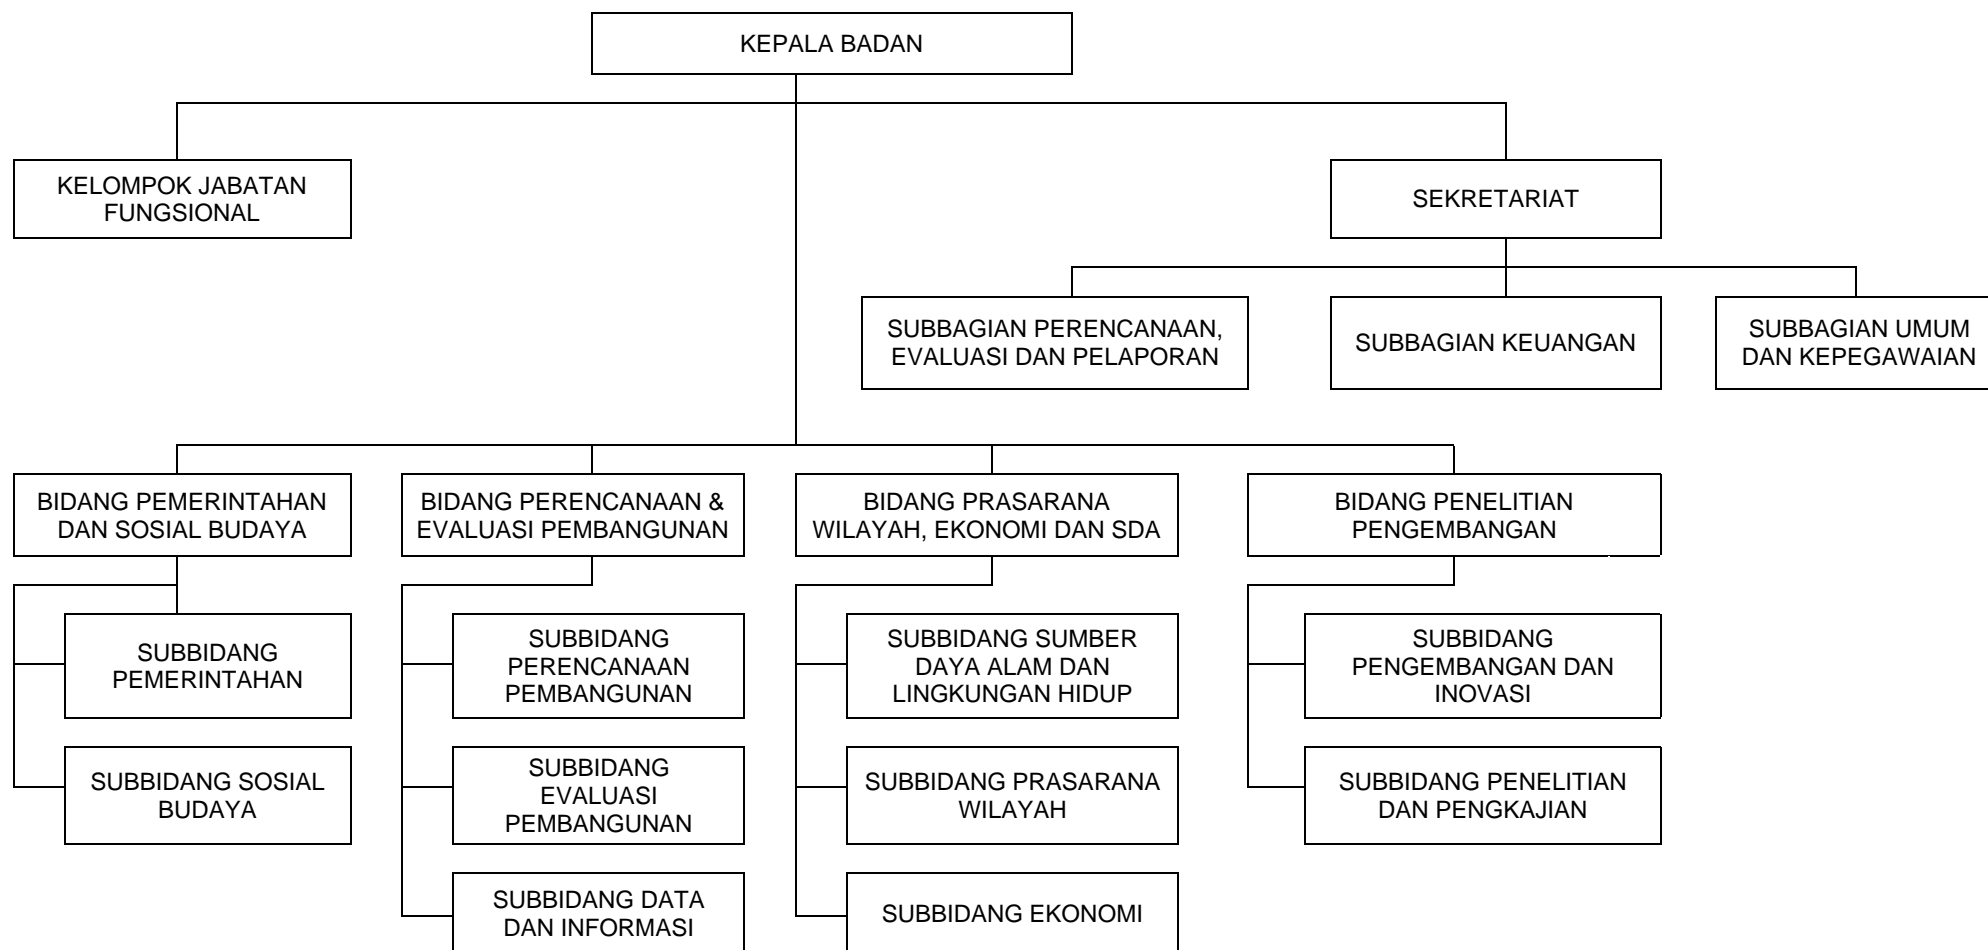 KEPALA BADAN
KELOMPOK JABATAN
FUNGSIONAL
SEKRETARIAT
SUBBAGIAN PERENCANAAN,
EVALUASI DAN PELAPORAN
SUBBAGIAN KEUANGAN
SUBBAGIAN UMUM
DAN KEPEGAWAIAN
BIDANG PEMERINTAHAN
DAN SOSIAL BUDAYA
BIDANG PERENCANAAN &
EVALUASI PEMBANGUNAN
BIDANG PRASARANA
WILAYAH, EKONOMI DAN SDA
BIDANG PENELITIAN
PENGEMBANGAN
SUBBIDANG
PEMERINTAHAN
SUBBIDANG
PERENCANAAN
PEMBANGUNAN
SUBBIDANG SUMBER
DAYA ALAM DAN
LINGKUNGAN HIDUP
SUBBIDANG
PENGEMBANGAN DAN
INOVASI
SUBBIDANG SOSIAL
BUDAYA
SUBBIDANG
EVALUASI
PEMBANGUNAN
SUBBIDANG PRASARANA
WILAYAH
SUBBIDANG PENELITIAN
DAN PENGKAJIAN
SUBBIDANG DATA
DAN INFORMASI
SUBBIDANG EKONOMI